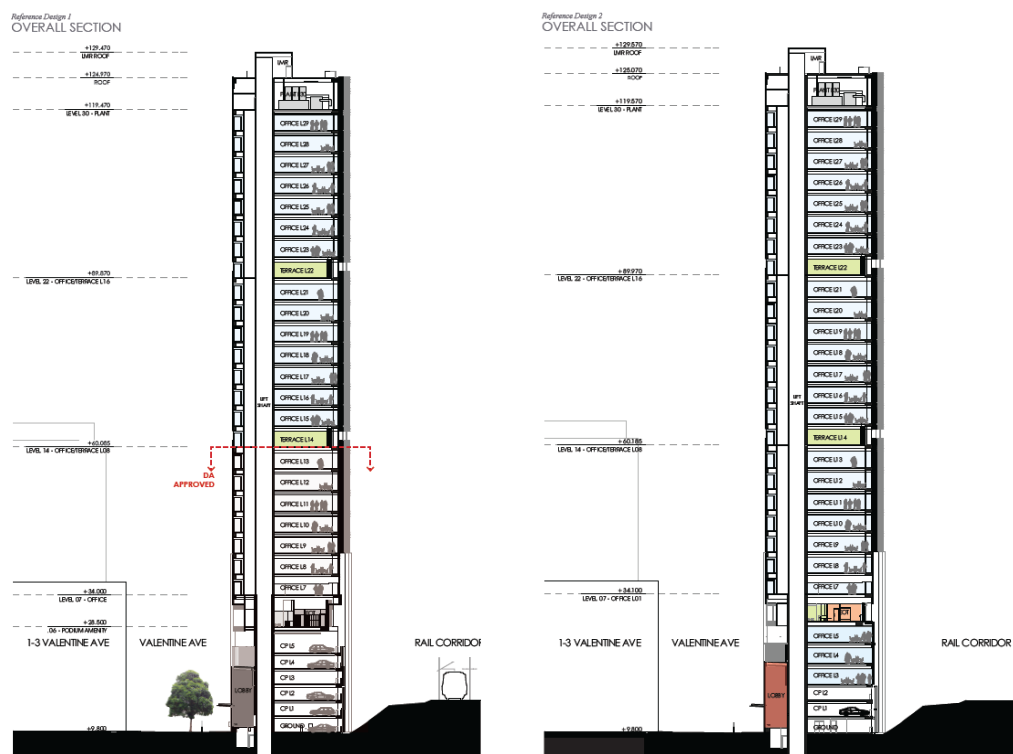 Reference Design 1
OVERALL SECTION
+129.470
LMR ROOF
+124.970
ROOF
+119.470
LEVEL 30 - PLANT
+89.870
LEVEL 22 - OFFICE/TERRACE L16
+60.085
LEVEL 14 - OFFICE/TERRACE L08
+34.000
LEVEL 07 - OFFICE
+28.500
.06 - PODIUM AMENITY
+9.800
LMR
PLANT L30
OFFICE L29
OFFICE L28
OFFICE L27
OFFICE L26
OFFICE L25
OFFICE L24
OFFICE L23
TERRACE L22
OFFICE L21
OFFICE L20
OFFICE L19
OFFICE L18
OFFICE L17
OFFICE L16
OFFICE L15
TERRACE L14
OFFICE L13
OFFICE L12
OFFICE L11
OFFICE L10
OFFICE L9
OFFICE L8
OFFICE L7
CP L5
CP L4
CP L3
CP L2
CP L1
GROUND
LIFT
SHAFT
LOBBY
DA
APPROVED
1-3 VALENTINE AVE
VALENTINE AVE
RAIL CORRIDOR
Reference Design 2
OVERALL SECTION
+129.570
LMR ROOF
+125.070
ROOF
+119.570
LEVEL 30 - PLANT
+89.970
LEVEL 22 - OFFICE/TERRACE L16
+60.185
LEVEL 14 - OFFICE/TERRACE L08
+34.100
LEVEL 07 - OFFICE L01
+9.800
LMR
PLANT L30
OFFICE L29
OFFICE L28
OFFICE L27
OFFICE L26
OFFICE L25
OFFICE L24
OFFICE L23
TERRACE L22
OFFICE L21
OFFICE L20
OFFICE L19
OFFICE L18
OFFICE L17
OFFICE L16
OFFICE L15
TERRACE L14
OFFICE L13
OFFICE L12
OFFICE L11
OFFICE L10
OFFICE L9
OFFICE L8
OFFICE L7
OFFICE L5
OFFICE L4
OFFICE L3
CP L2
CP L1
GROUND
LIFT
SHAFT
LOBBY
1-3 VALENTINE AVE
VALENTINE AVE
RAIL CORRIDOR